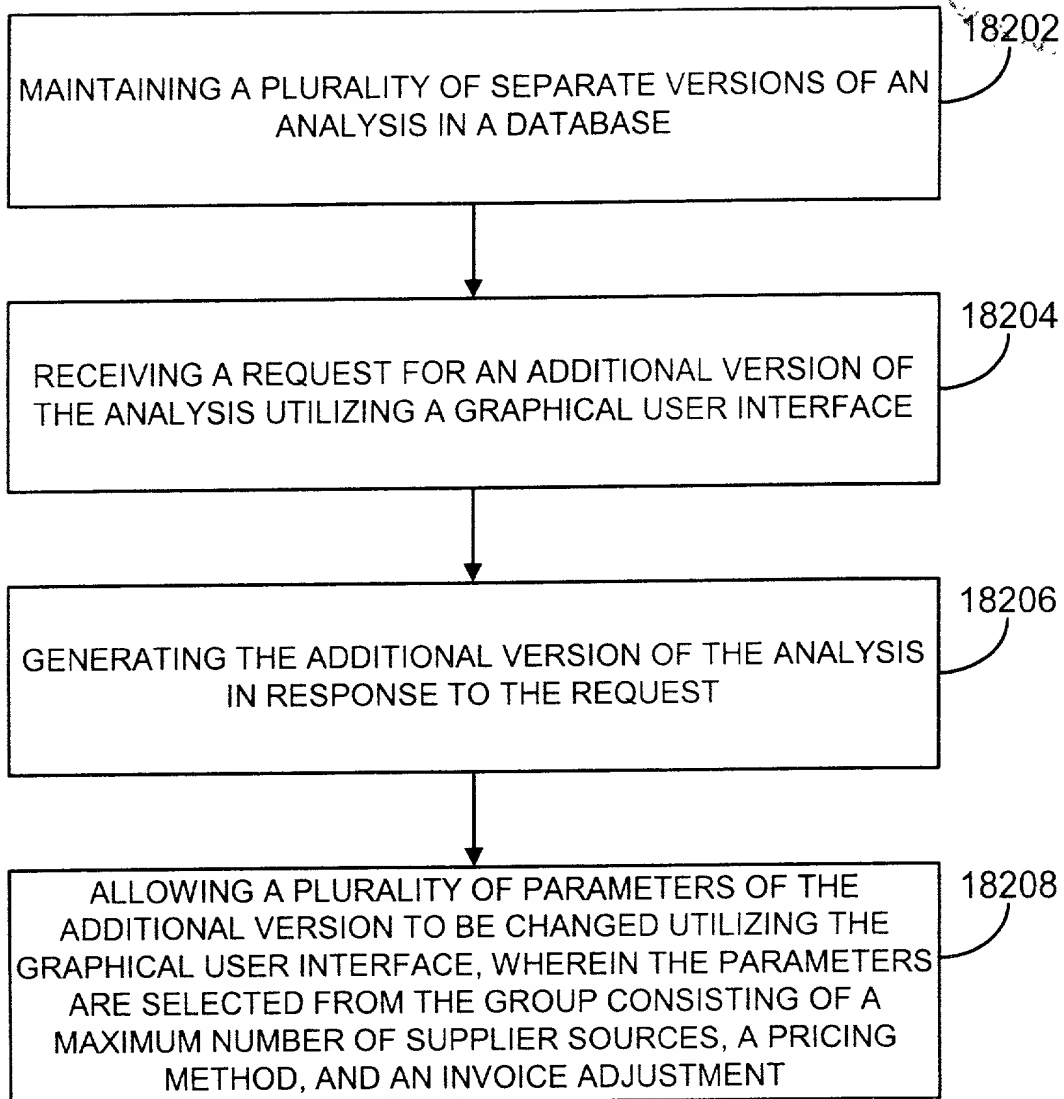 18202
MAINTAINING A PLURALITY OF SEPARATE VERSIONS OF AN
ANALYSIS IN A DATABASE
18204
RECEIVING A REQUEST FOR AN ADDITIONAL VERSION OF
THE ANALYSIS UTILIZING A GRAPHICAL USER INTERFACE
18206
GENERATING THE ADDITIONAL VERSION OF THE ANALYSIS
IN RESPONSE TO THE REQUEST
18208
ALLOWING A PLURALITY OF PARAMETERS OF THE
ADDITIONAL VERSION TO BE CHANGED UTILIZING THE
GRAPHICAL USER INTERFACE, WHEREIN THE PARAMETERS
ARE SELECTED FROM THE GROUP CONSISTING OF A
MAXIMUM NUMBER OF SUPPLIER SOURCES, A PRICING
METHOD, AND AN INVOICE ADJUSTMENT